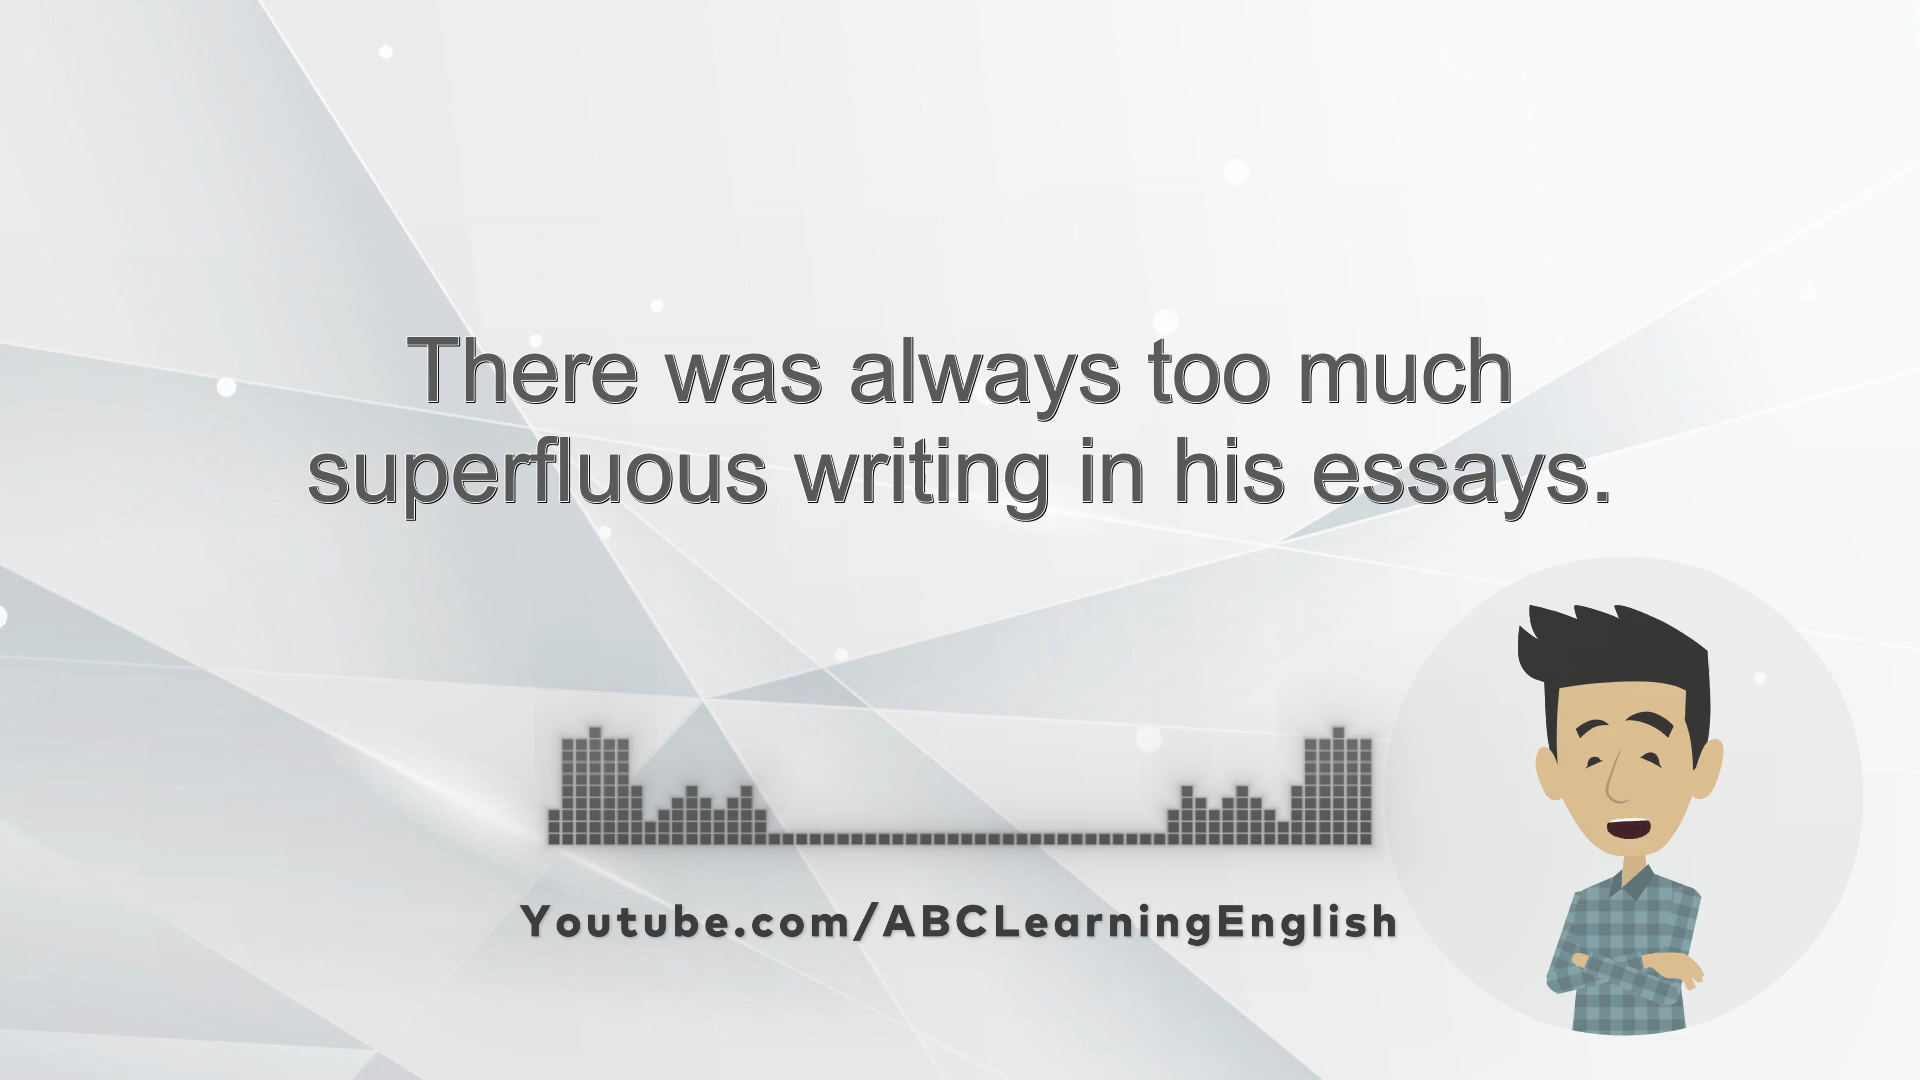 There was always too much
superfluous writing in his essays.
Youtube.com/ABCLearningEnglish